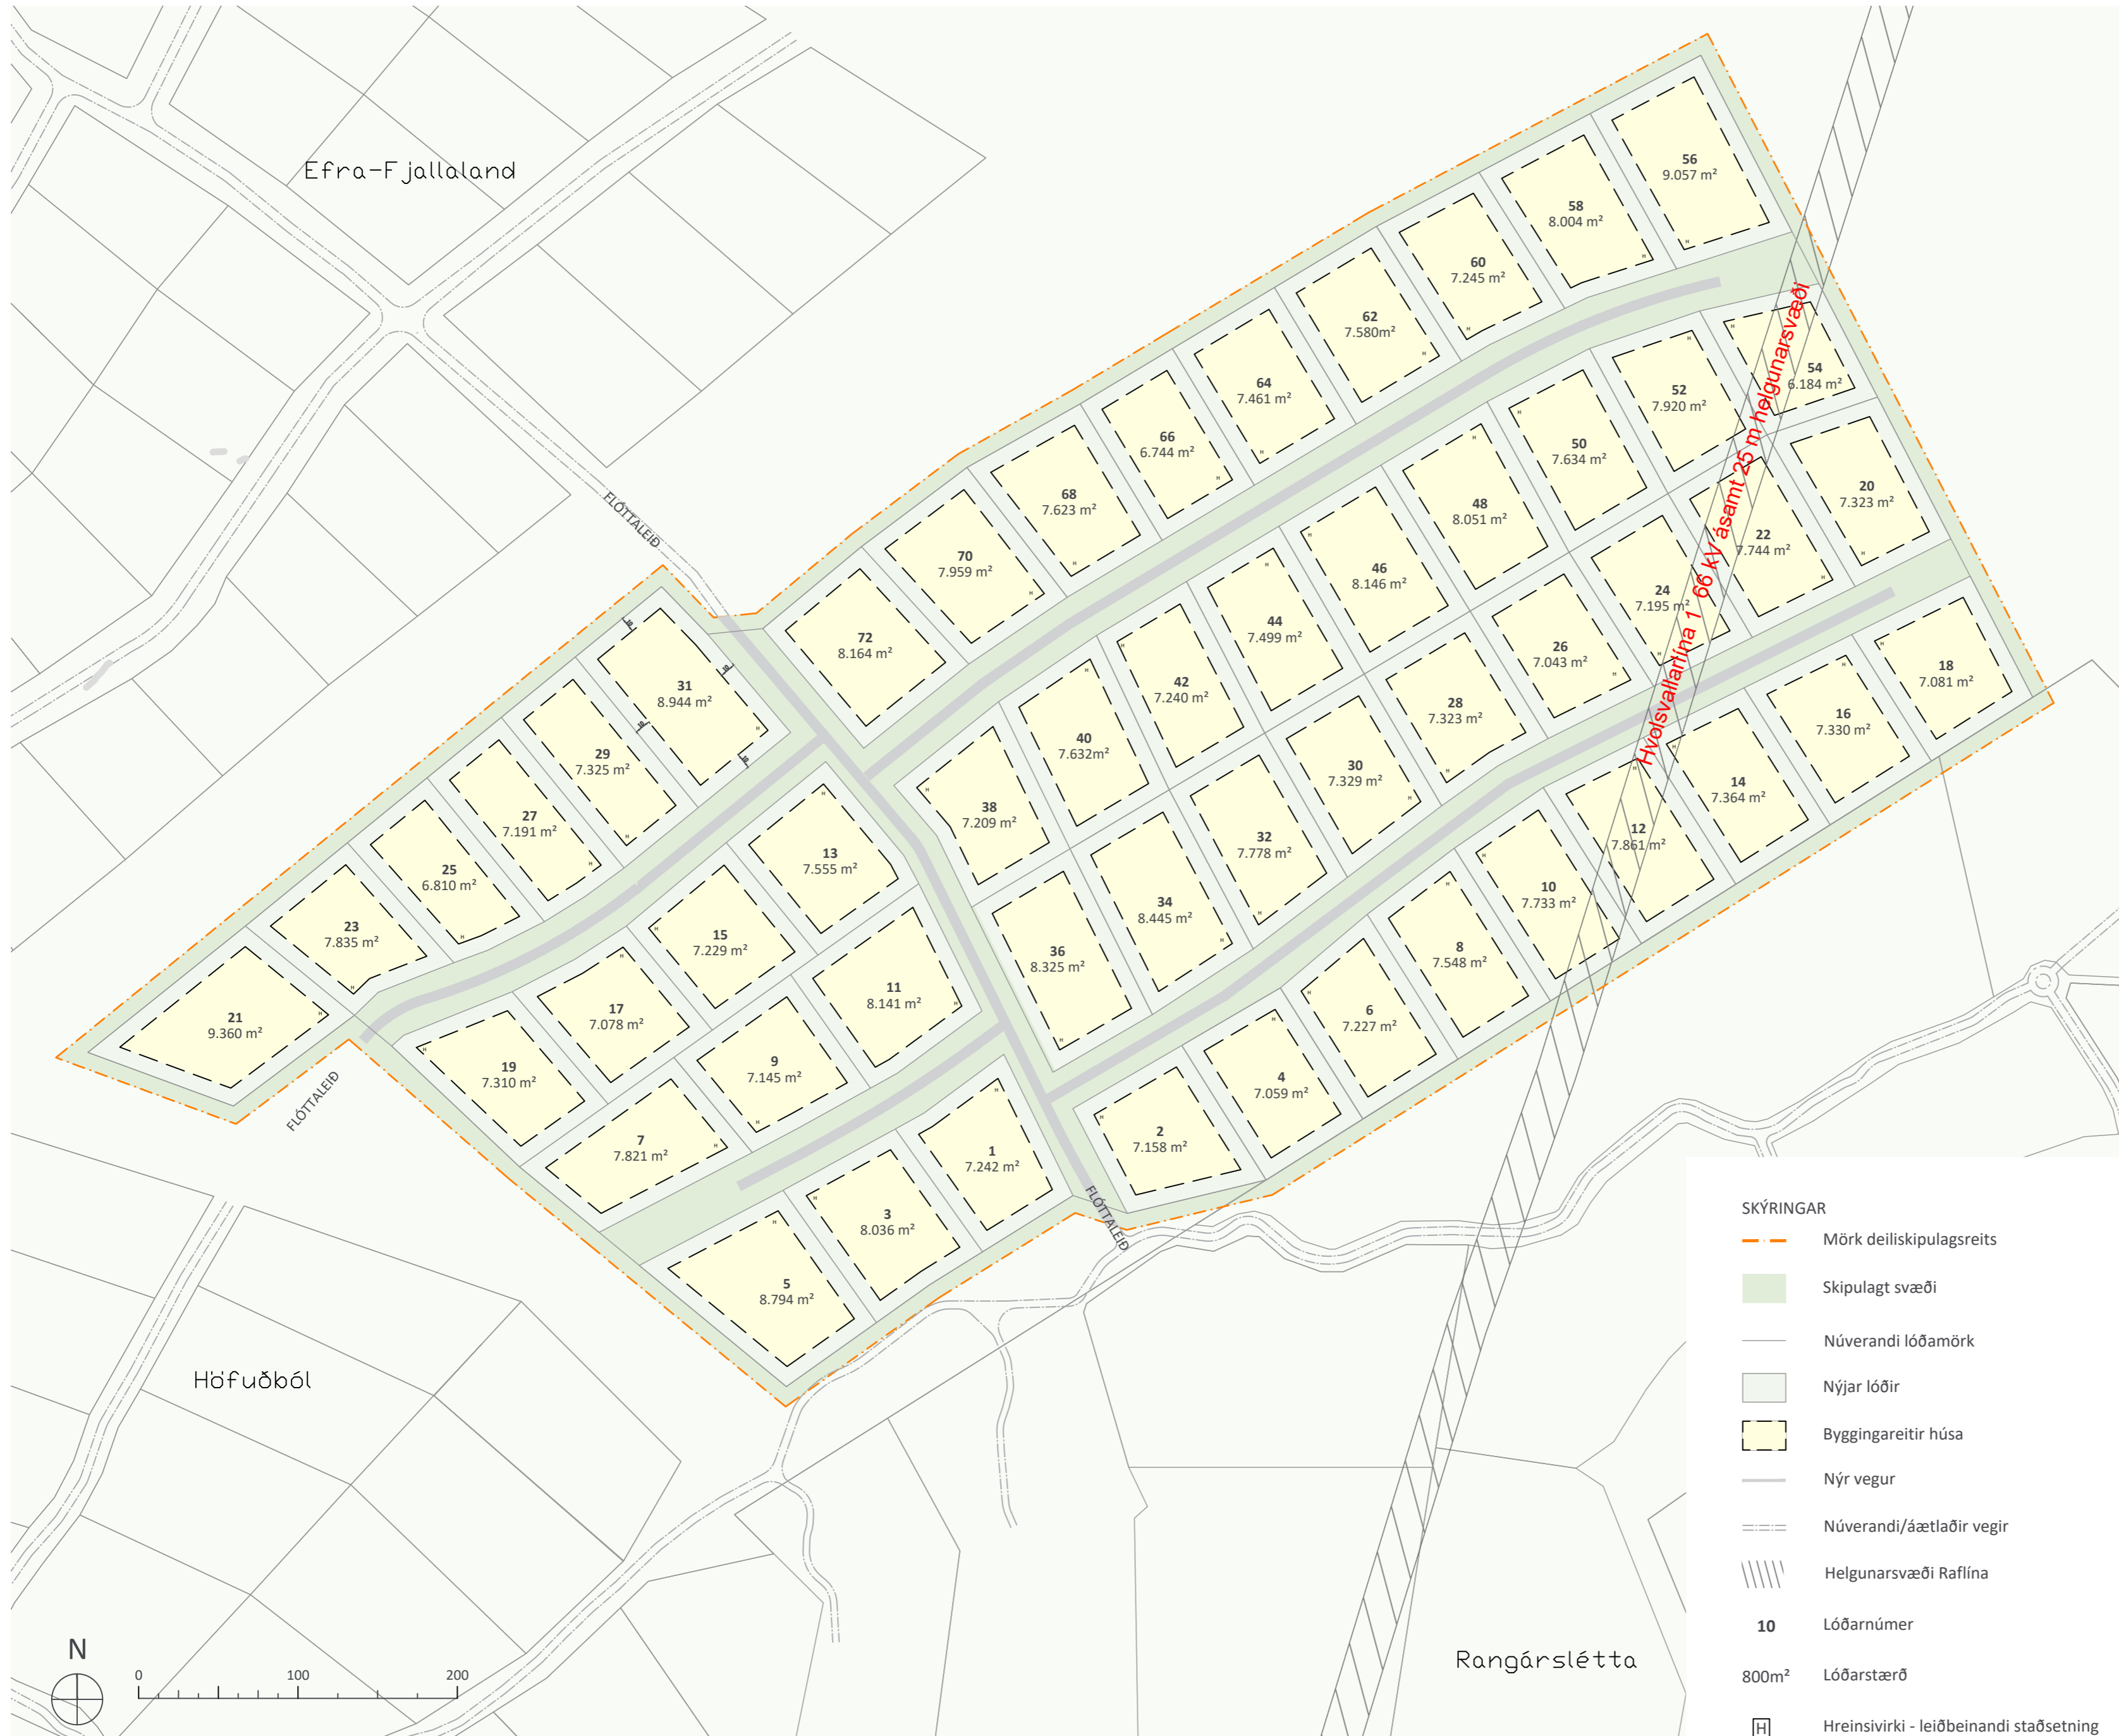 Efra-Fjallaland
FLÓTTALEIÐ
56
9.057 m²
58
8.004 m²
60
7.245 m²
62
7.580m²
64
7.461 m²
66
6.744 m²
68
7.623 m²
70
7.959 m²
72
8.164 m²
54
6.184 m²
52
7.920 m²
50
7.634 m²
48
8.051 m²
46
8.146 m²
44
7.499 m²
42
7.240 m²
40
7.632m²
38
7.209 m²
20
7.323 m²
22
7.744 m²
24
7.195 m²
26
7.043 m²
28
7.323 m²
30
7.329 m²
32
7.778 m²
34
8.445 m²
36
8.325 m²
Hvolsvallarlína 1 66 kV ásamt 25 m helgunarsvæði
18
7.081 m²
16
7.330 m²
14
7.364 m²
12
7.861 m²
10
7.733 m²
8
7.548 m²
6
7.227 m²
4
7.059 m²
2
7.158 m²
31
8.944 m²
10
10
10
10
29
7.325 m²
27
7.191 m²
25
6.810 m²
23
7.835 m²
21
9.360 m²
13
7.555 m²
15
7.229 m²
17
7.078 m²
19
7.310 m²
11
8.141 m²
9
7.145 m²
7
7.821 m²
1
7.242 m²
3
8.036 m²
5
8.794 m²
FLÓTTALEIÐ
FLÓTTALEIÐ
Höfuðból
Rangárslétta
N
0 100 200
SKÝRINGAR
Mörk deiliskipulagsreits
Skipulagt svæði
Núverandi lóðamörk
Nýjar lóðir
Byggingareitir húsa
Nýr vegur
Núverandi/áætlaðir vegir
Helgunarsvæði Raflína
10 Lóðarnúmer
800m² Lóðarstærð
H Hreinsivirki - leiðbeinandi staðsetning